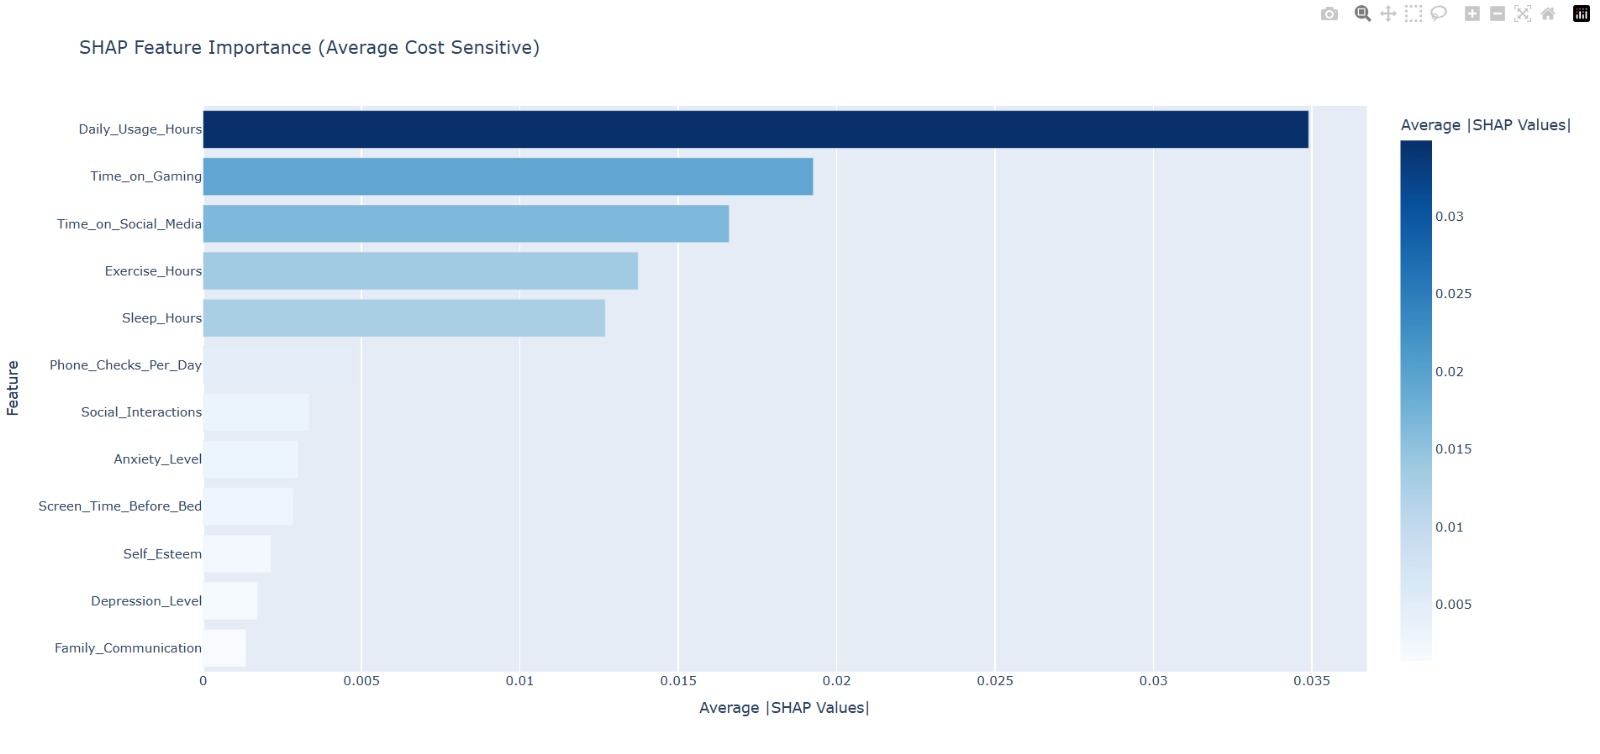 SHAP Feature Importance (Average Cost Sensitive)
Feature
Daily_Usage_Hours
Time_on_Gaming
Time_on_Social_Media
Exercise_Hours
Sleep_Hours
Phone_Checks_Per_Day
Social_Interactions
Anxiety_Level
Screen_Time_Before_Bed
Self_Esteem
Depression_Level
Family_Communication
0 0.005 0.01 0.015 0.02 0.025 0.03 0.035
Average |SHAP Values|
Average |SHAP Values|
0.03
0.025
0.02
0.015
0.01
0.005